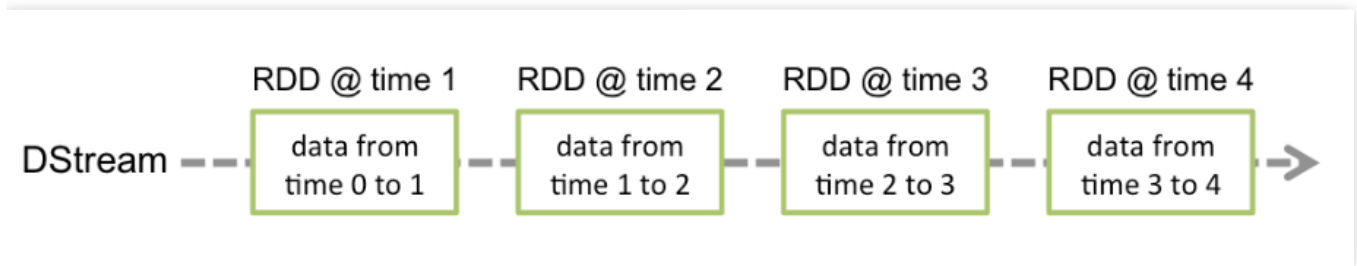 RDD @ time 1 RDD @ time 2 RDD @ time 3 RDD @ time 4
DStream
data from
time 0 to 1
data from
time 1 to 2
data from
time 2 to 3
data from
time 3 to 4